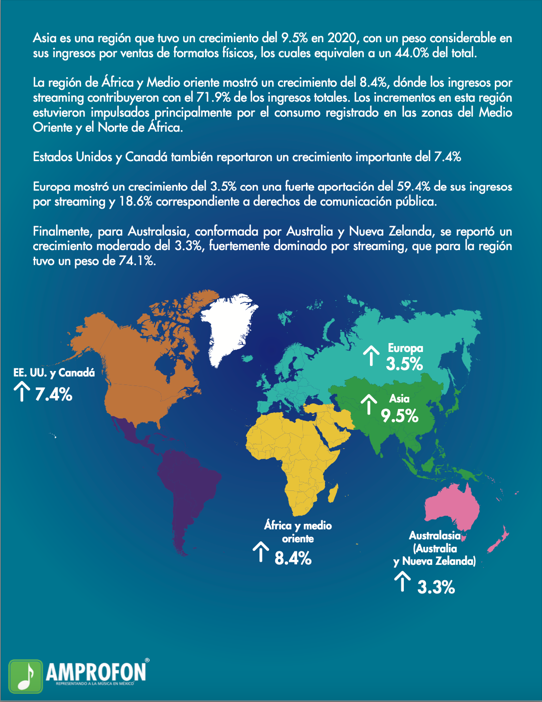 Asia es una región que tuvo un crecimiento del 9.5% en 2020, con un peso considerable en
sus ingresos por ventas de formatos físicos, los cuales equivalen a un 44.0% del total.
La región de África y Medio oriente mostró un crecimiento del 8.4%, dónde los ingresos por
streaming contribuyeron con el 71.9% de los ingresos totales. Los incrementos en esta región
estuvieron impulsados principalmente por el consumo registrado en las zonas del Medio
Oriente y el Norte de África.
Estados Unidos y Canadá también reportaron un crecimiento importante del 7.4%
Europa mostró un crecimiento del 3.5% con una fuerte aportación del 59.4% de sus ingresos
por streaming y 18.6% correspondiente a derechos de comunicación pública.
Finalmente, para Australasia, conformada por Australia y Nueva Zelanda, se reportó un
crecimiento moderado del 3.3%, fuertemente dominado por streaming, que para la región
tuvo un peso de 74.1%.
Europa
3.5%
EE. UU. y Canadá
7.4%
Asia
9.5%
África y medio
oriente
8.4%
Australasia
(Australia
y Nueva Zelanda)
3.3%
AMPROFON®
REPRESENTANDO A LA MÚSICA EN MÉXICO